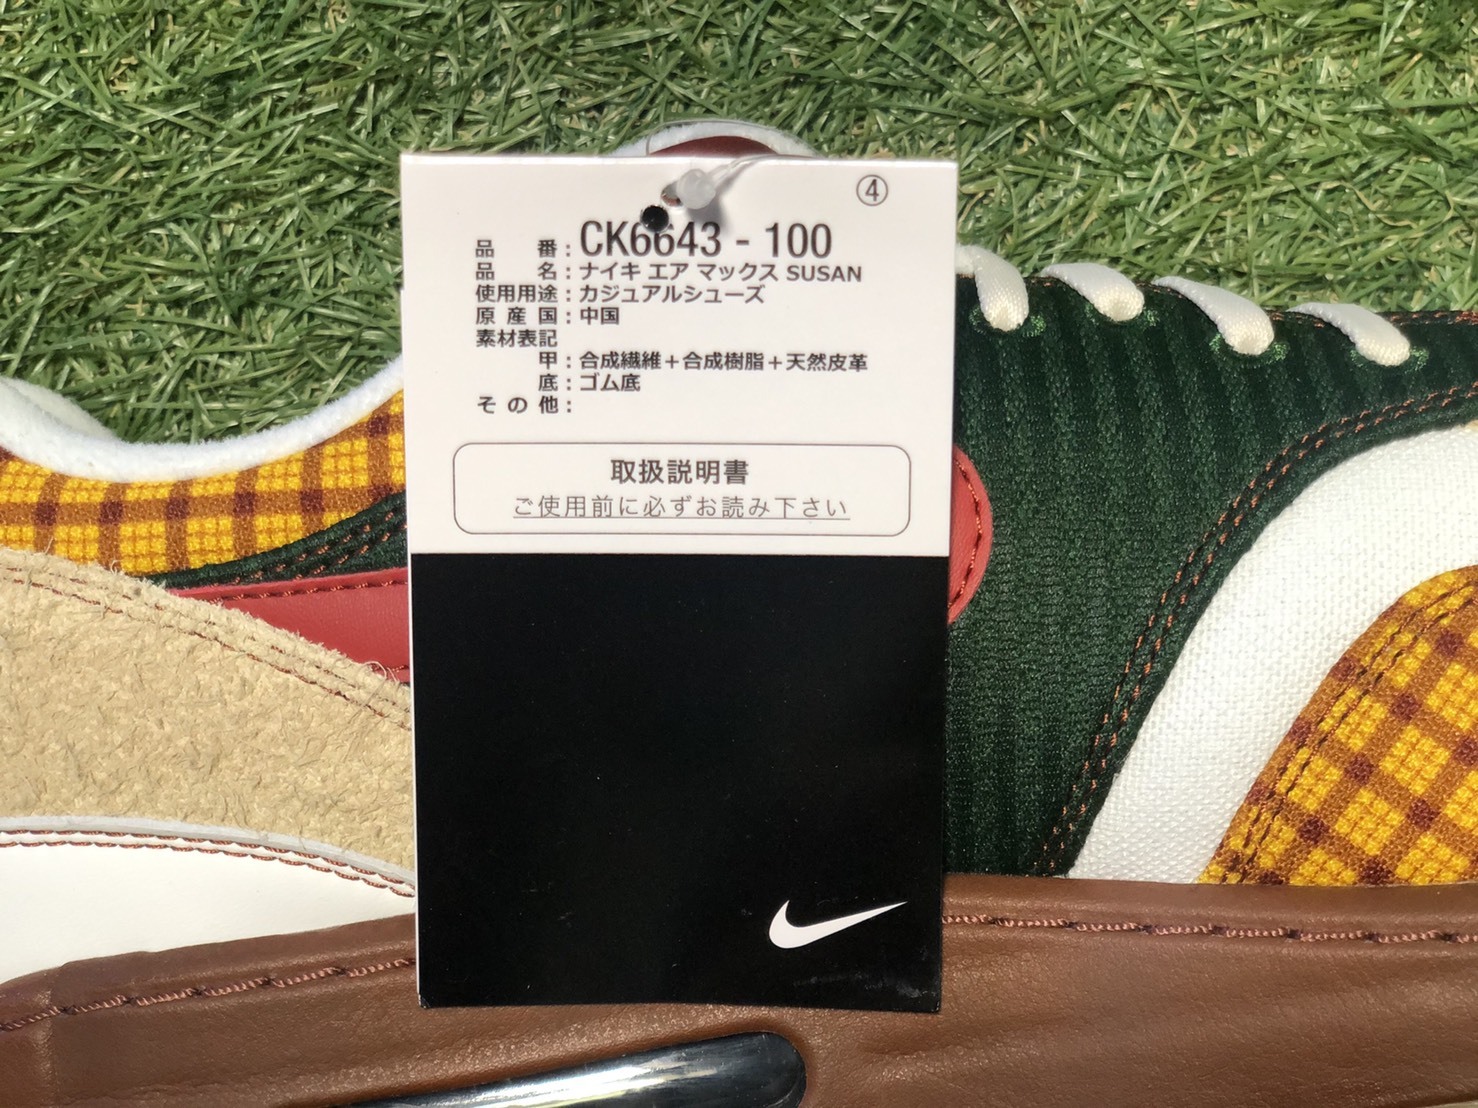 ④
品番：CK6643 - 100
品名：ナイキ エア マックス SUSAN
使用用途：カジュアルシューズ
原産国：中国
素材表記
甲：合成繊維＋合成樹脂＋天然皮革
底：ゴム底
その他：
取扱説明書
ご使用前に必ずお読み下さい